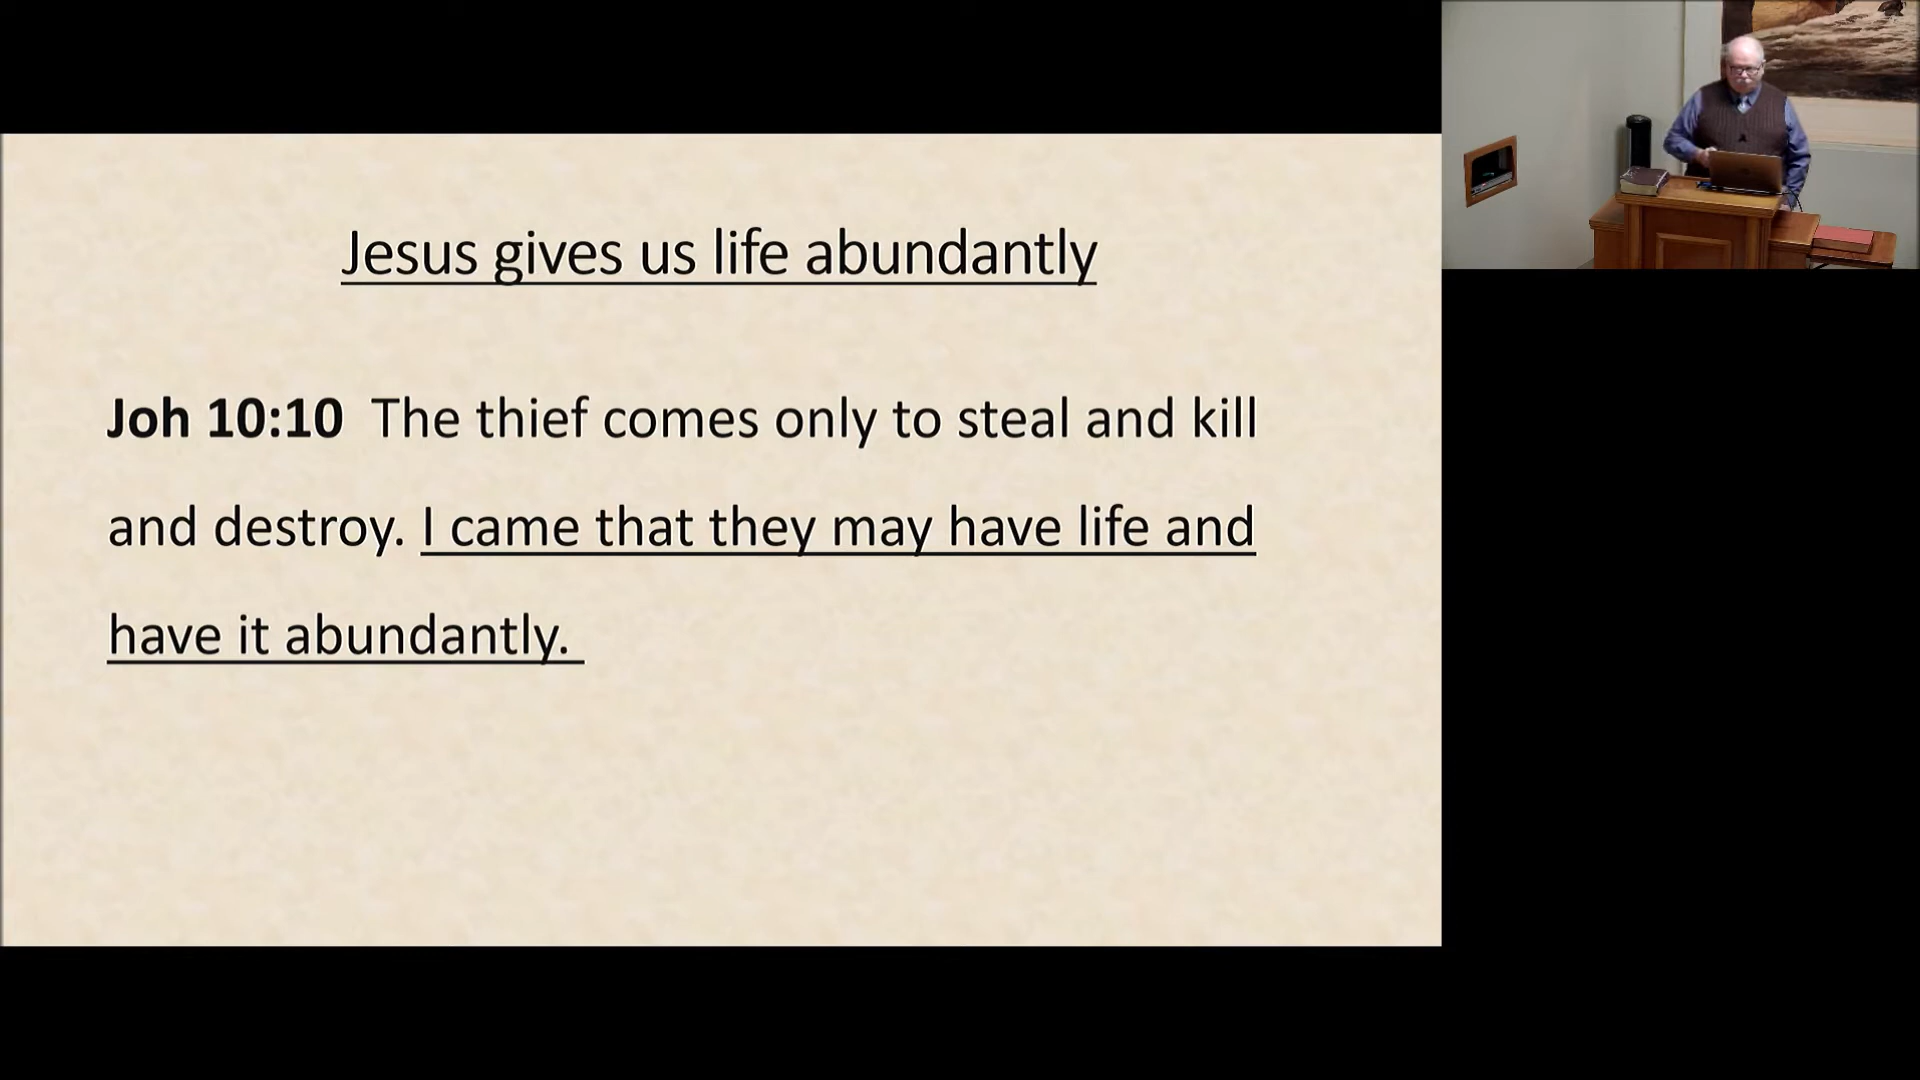 Jesus gives us life abundantly
Joh 10:10 The thief comes only to steal and kill
and destroy. I came that they may have life and
have it abundantly.